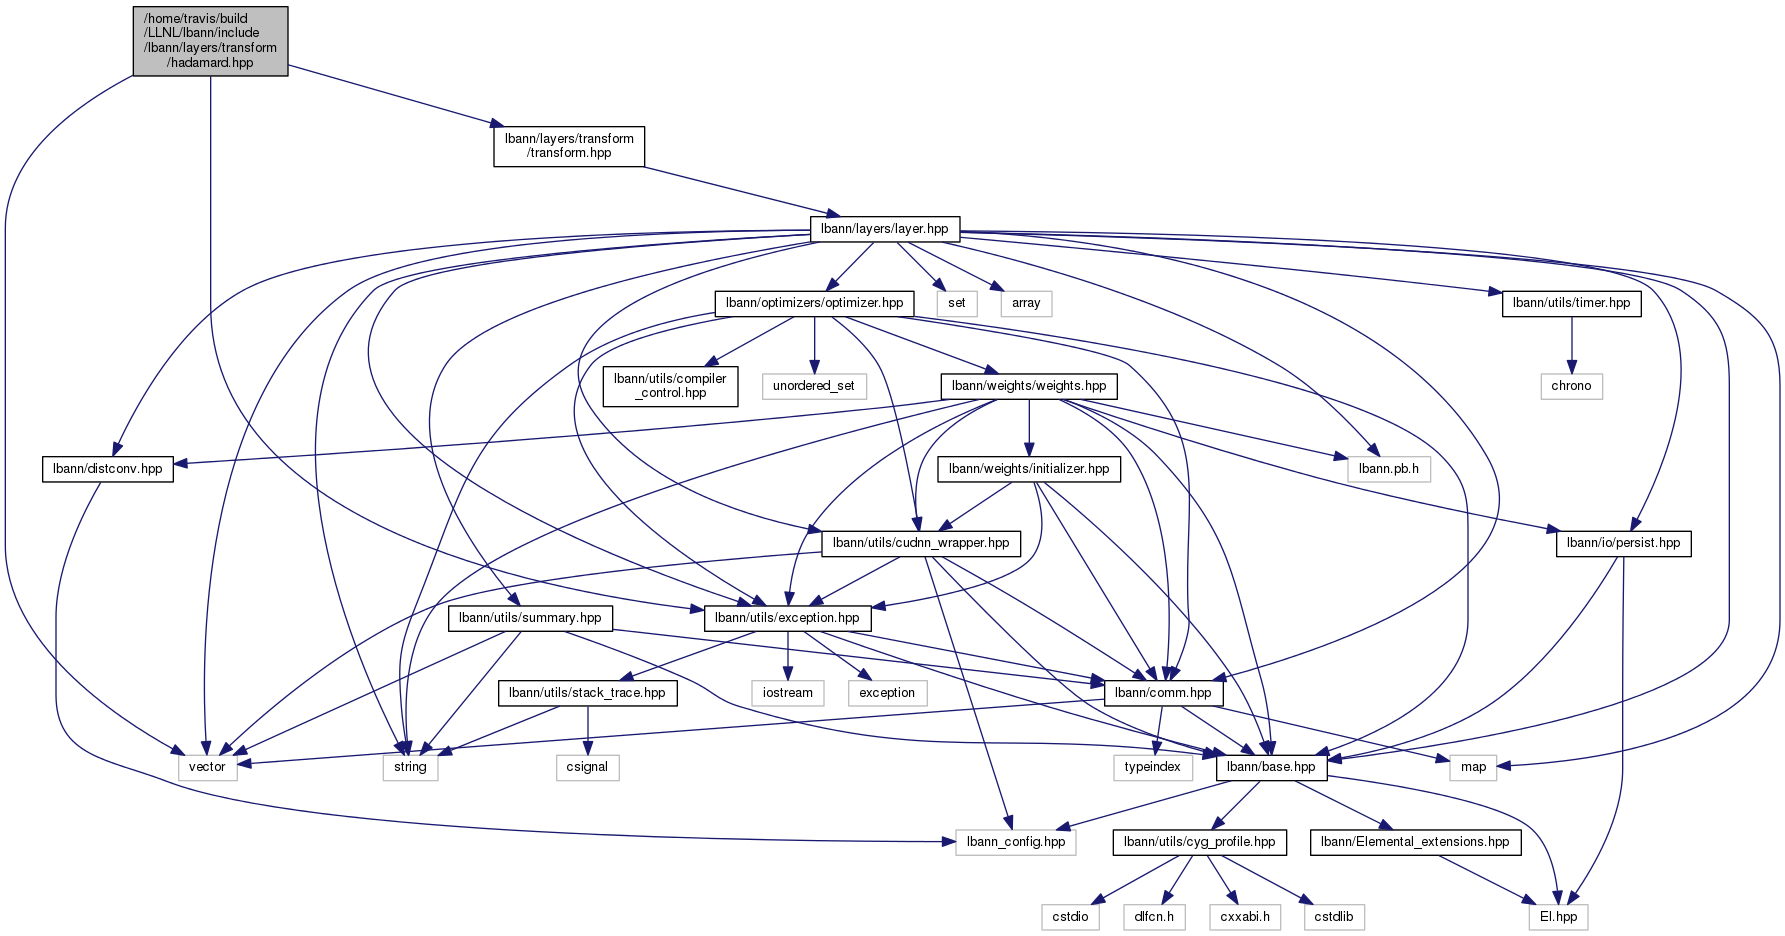 /home/travis/build
/LLNL/lbann/include
/lbann/layers/transform
/hadamard.hpp
lbann/layers/transform
/transform.hpp
lbann/layers/layer.hpp
lbann/optimizers/optimizer.hpp
set
array
lbann/utils/timer.hpp
lbann/utils/compiler
_control.hpp
unordered_set
lbann/weights/weights.hpp
chrono
lbann/distconv.hpp
lbann/weights/initializer.hpp
lbann.pb.h
lbann/utils/cudnn_wrapper.hpp
lbann/io/persist.hpp
lbann/utils/summary.hpp
lbann/utils/exception.hpp
lbann/utils/stack_trace.hpp
iostream
exception
lbann/comm.hpp
vector
string
csignal
typeindex
lbann/base.hpp
map
lbann_config.hpp
lbann/utils/cyg_profile.hpp
lbann/Elemental_extensions.hpp
cstdio
dlfcn.h
cxxabi.h
cstdlib
El.hpp